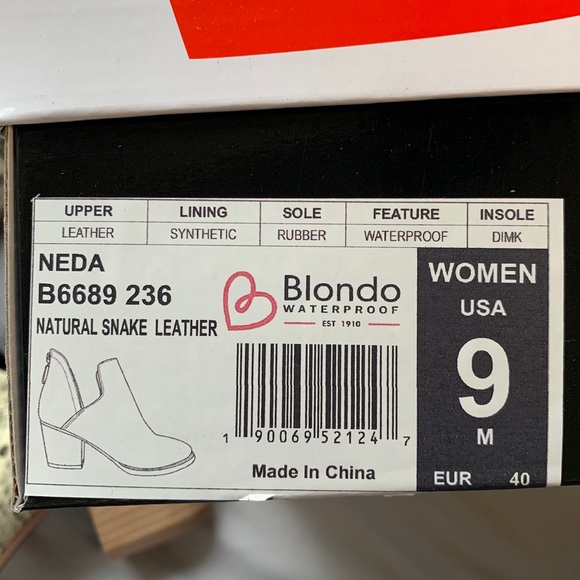 UPPER LINING SOLE FEATURE INSOLE
LEATHER SYNTHETIC RUBBER WATERPROOF DIMK
NEDA
B6689 236
NATURAL SNAKE LEATHER
Blondo
WATERPROOF
EST 1910
1 90069 52124 7
Made In China
WOMEN
USA
9
M
EUR 40